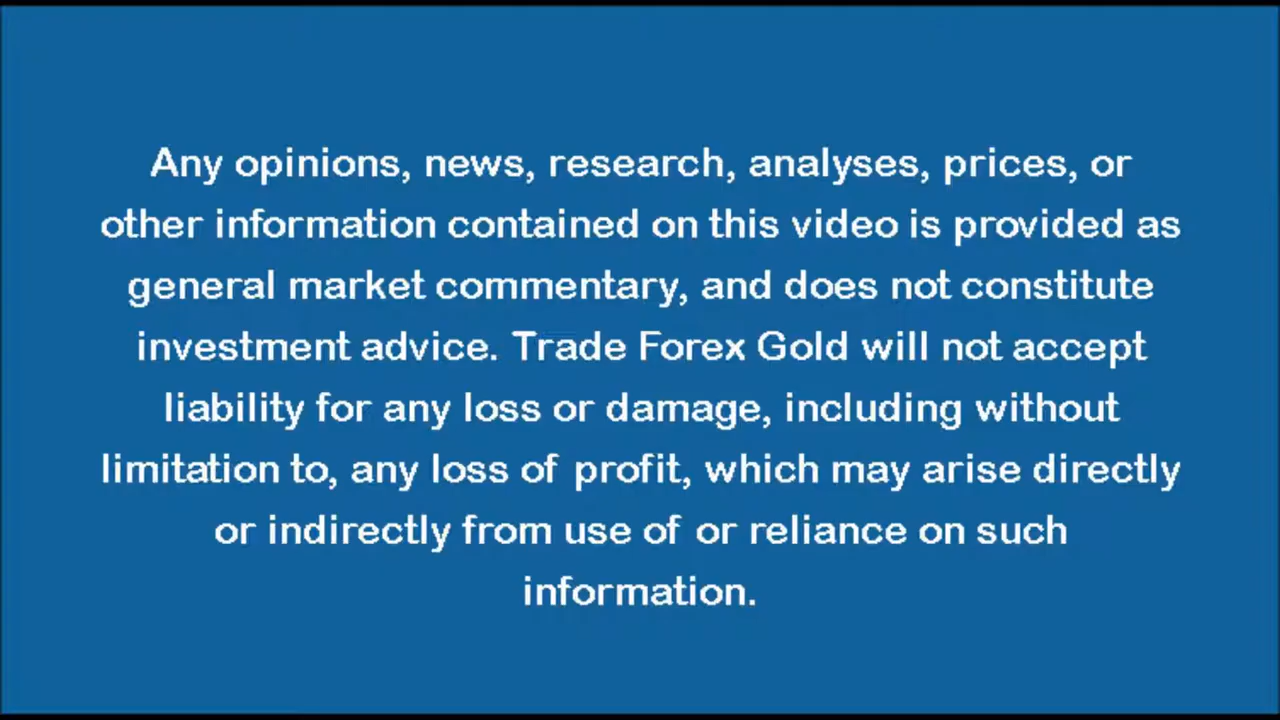 Any opinions, news, research, analyses, prices, or
other information contained on this video is provided as
general market commentary, and does not constitute
investment advice. Trade Forex Gold will not accept
liability for any loss or damage, including without
limitation to, any loss of profit, which may arise directly
or indirectly from use of or reliance on such
information.